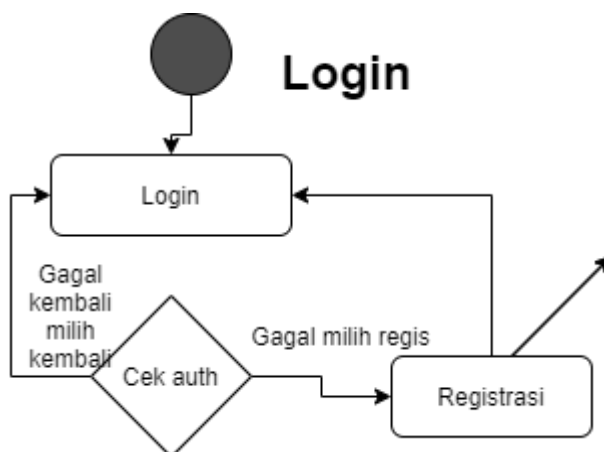 Login
Login
Gagal
kembali
milih
kembali
Gagal milih regis
Cek auth
Registrasi